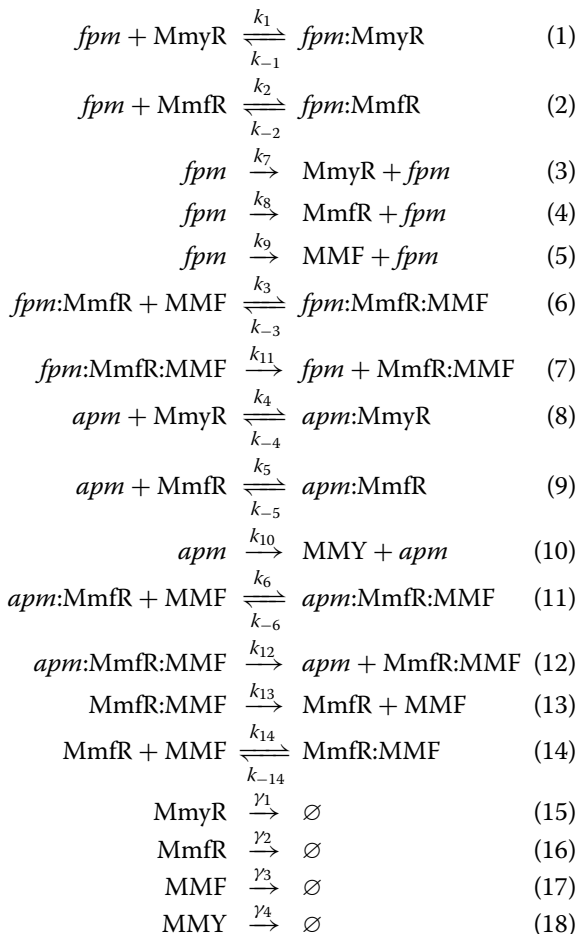 k₁
fpm + MmyR ⇌ fpm:MmyR (1)
k₋₁
k₂
fpm + MmfR ⇌ fpm:MmfR (2)
k₋₂
k₇
fpm → MmyR + fpm (3)
k₈
fpm → MmfR + fpm (4)
k₉
fpm → MMF + fpm (5)
k₃
fpm:MmfR + MMF ⇌ fpm:MmfR:MMF (6)
k₋₃
k₁₁
fpm:MmfR:MMF → fpm + MmfR:MMF (7)
k₄
apm + MmyR ⇌ apm:MmyR (8)
k₋₄
k₅
apm + MmfR ⇌ apm:MmfR (9)
k₋₅
k₁₀
apm → MMY + apm (10)
k₆
apm:MmfR + MMF ⇌ apm:MmfR:MMF (11)
k₋₆
k₁₂
apm:MmfR:MMF → apm + MmfR:MMF (12)
k₁₃
MmfR:MMF → MmfR + MMF (13)
k₁₄
MmfR + MMF ⇌ MmfR:MMF (14)
k₋₁₄
γ₁
MmyR → ∅ (15)
γ₂
MmfR → ∅ (16)
γ₃
MMF → ∅ (17)
γ₄
MMY → ∅ (18)